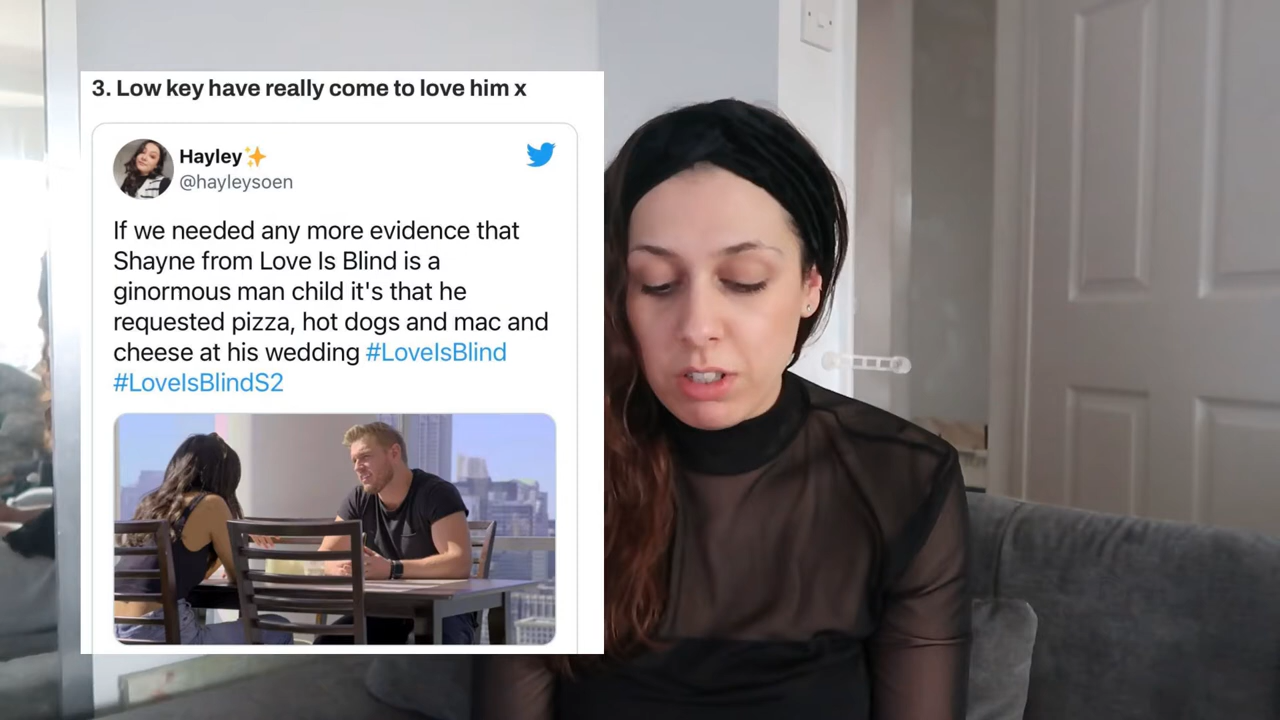 3. Low key have really come to love him x
Hayley✨
@hayleysoen
If we needed any more evidence that
Shayne from Love Is Blind is a
ginormous man child it's that he
requested pizza, hot dogs and mac and
cheese at his wedding #LoveIsBlind
#LoveIsBlindS2